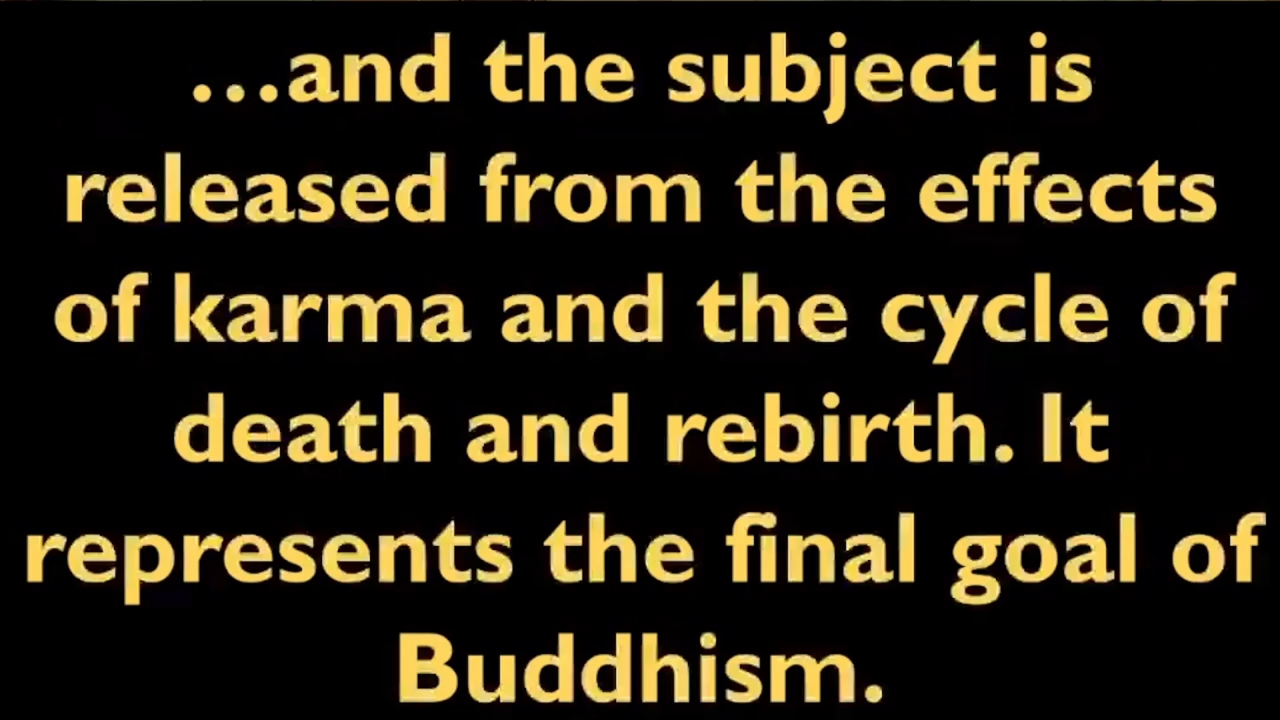 …and the subject is
released from the effects
of karma and the cycle of
death and rebirth. It
represents the final goal of
Buddhism.